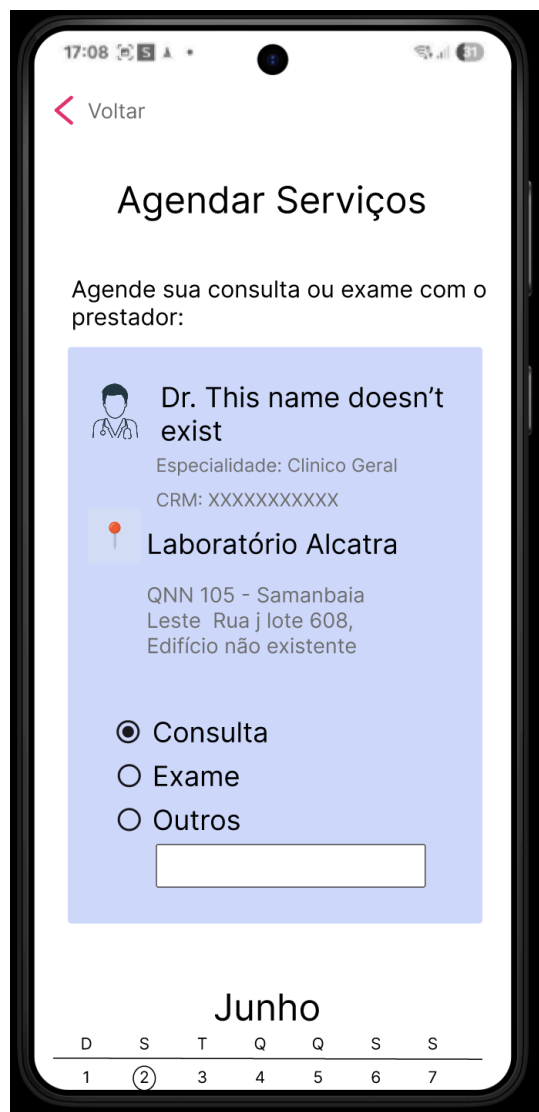 17:08 S
31
Voltar
Agendar Serviços
Agende sua consulta ou exame com o
prestador:
Dr. This name doesn’t
exist
Especialidade: Clinico Geral
CRM: XXXXXXXXXXX
Laboratório Alcatra
QNN 105 - Samanbaia
Leste Rua j lote 608,
Edifício não existente
Consulta
Exame
Outros
Junho
D S T Q Q S S
1 2 3 4 5 6 7